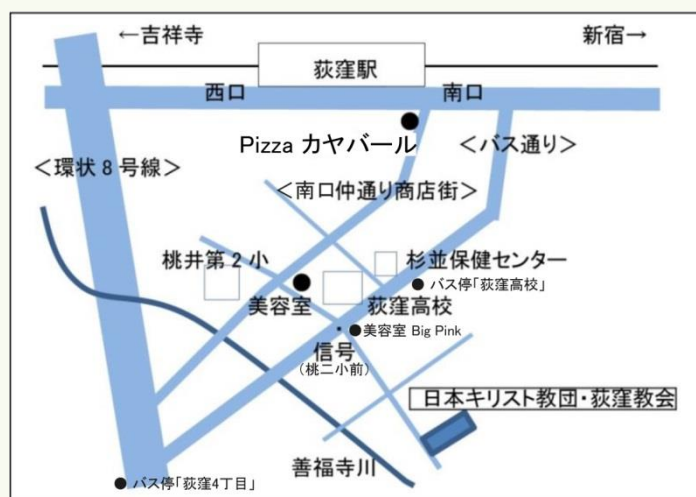 ←吉祥寺
新宿→
荻窪駅
西口
南口
Pizza カヤバール
＜バス通り＞
＜環状8号線＞
＜南口仲通り商店街＞
桃井第2小
杉並保健センター
● バス停「荻窪高校」
美容室
荻窪高校
●美容室 Big Pink
信号
（桃二小前）
日本キリスト教団・荻窪教会
善福寺川
● バス停「荻窪4丁目」